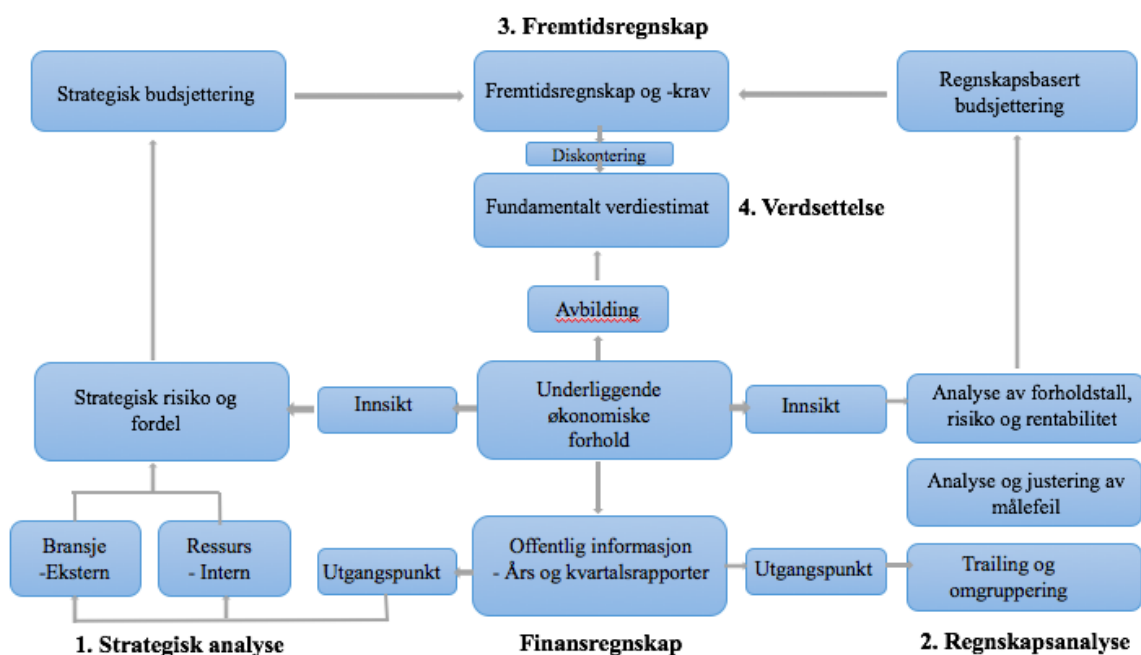 3. Fremtidsregnskap
Strategisk budsjettering
Fremtidsregnskap og -krav
Regnskapsbasert
budsjettering
Diskontering
Fundamentalt verdiestimat
4. Verdsettelse
Avbilding
Strategisk risiko og
fordel
Innsikt
Underliggende
økonomiske
forhold
Innsikt
Analyse av forholdstall,
risiko og rentabilitet
Analyse og justering av
målefeil
Bransje
-Ekstern
Ressurs
- Intern
Utgangspunkt
Offentlig informasjon
- Års og kvartalsrapporter
Utgangspunkt
Trailing og
omgruppering
1. Strategisk analyse
Finansregnskap
2. Regnskapsanalyse